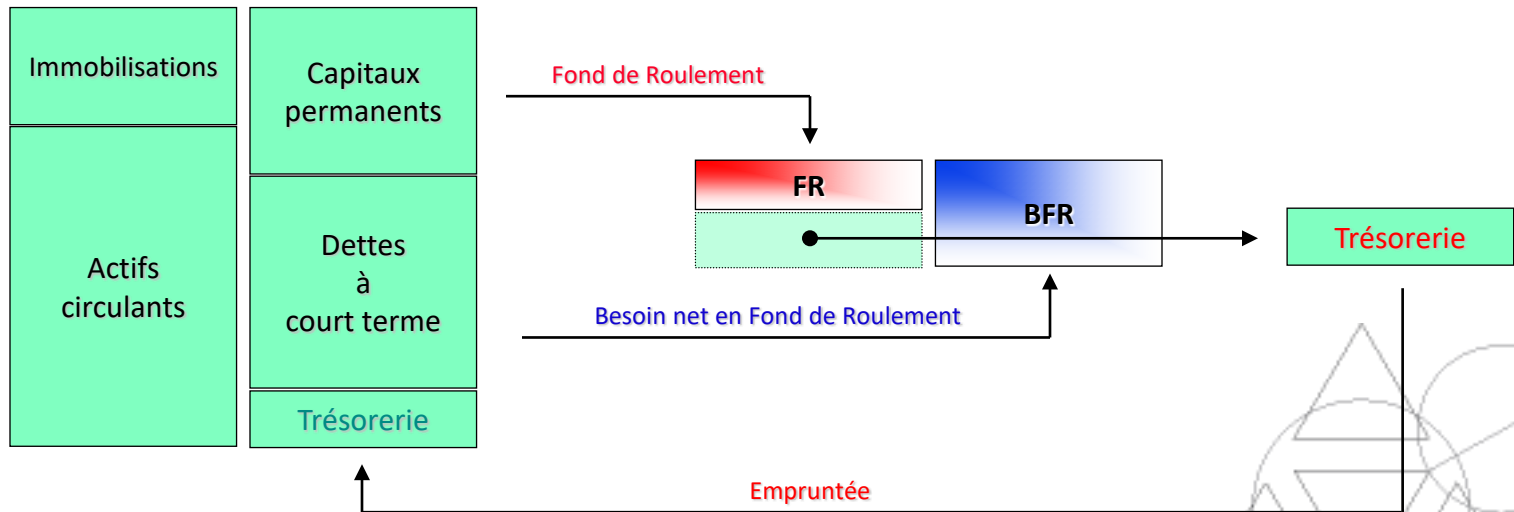 Immobilisations
Actifs
circulants
Capitaux
permanents
Dettes
à
court terme
Trésorerie
Fond de Roulement
FR
BFR
Besoin net en Fond de Roulement
Trésorerie
Empruntée